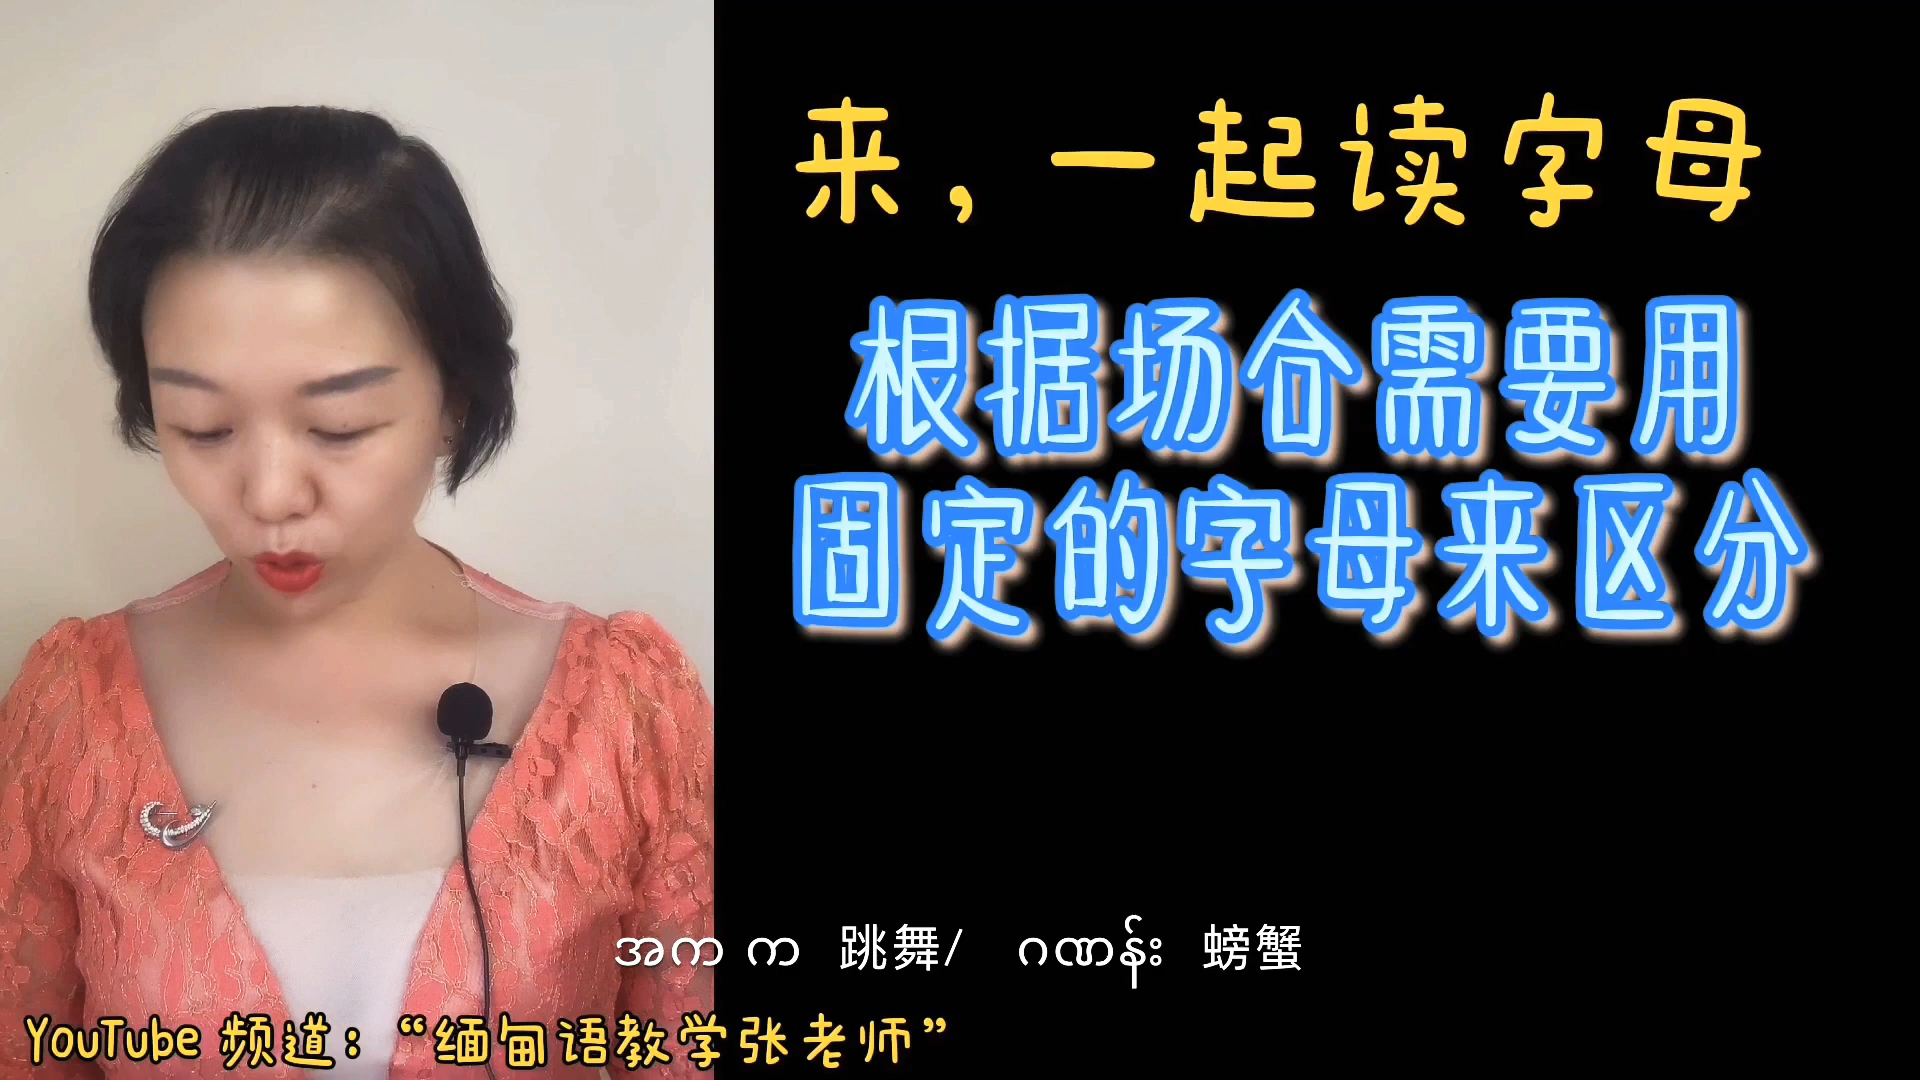 来，一起读字母
根据场合需要用
固定的字母来区分
အက က 跳舞/ ဂဏန်း 螃蟹
YouTube 频道：“缅甸语教学张老师”